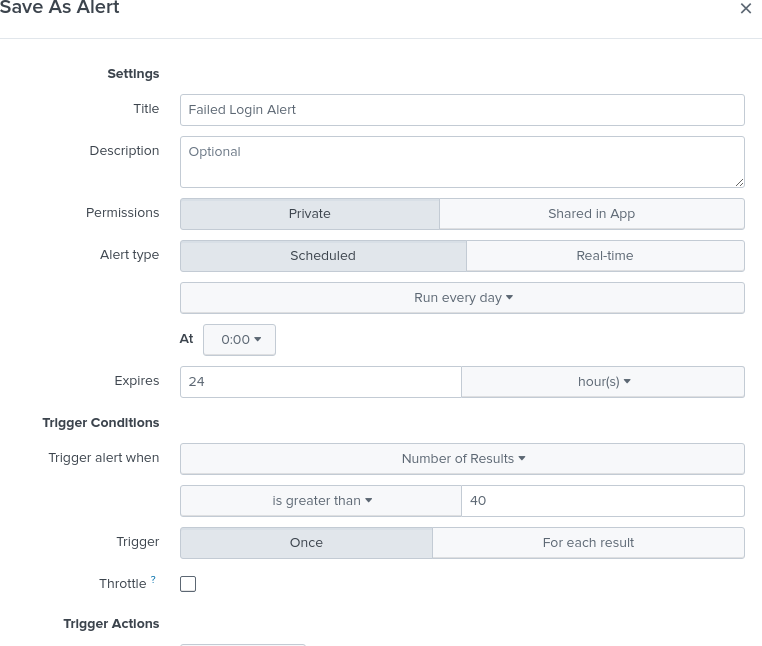 Save As Alert
Settings
Title Failed Login Alert
Description Optional
Permissions Private Shared in App
Alert type Scheduled Real-time
Run every day
At 0:00
Expires 24 hour(s)
Trigger Conditions
Trigger alert when Number of Results
is greater than 40
Trigger Once For each result
Throttle ?
Trigger Actions